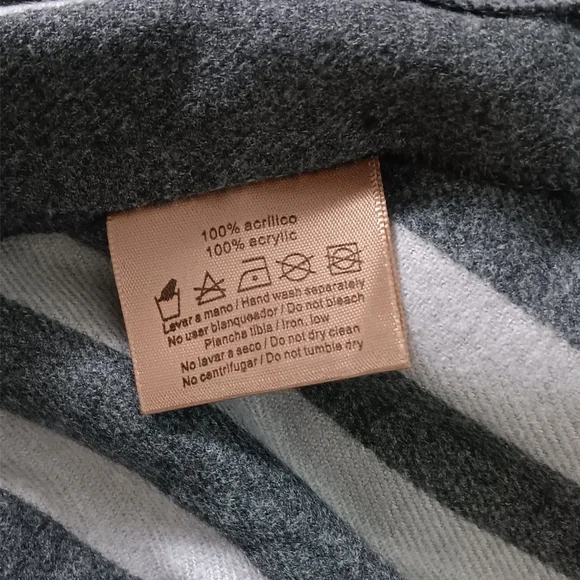 100% acrílico
100% acrylic
Lavar a mano / Hand wash separately
No usar blanqueador / Do not bleach
Plancha tibia / Iron, low
No lavar a seco / Do not dry clean
No centrifugar / Do not tumble dry